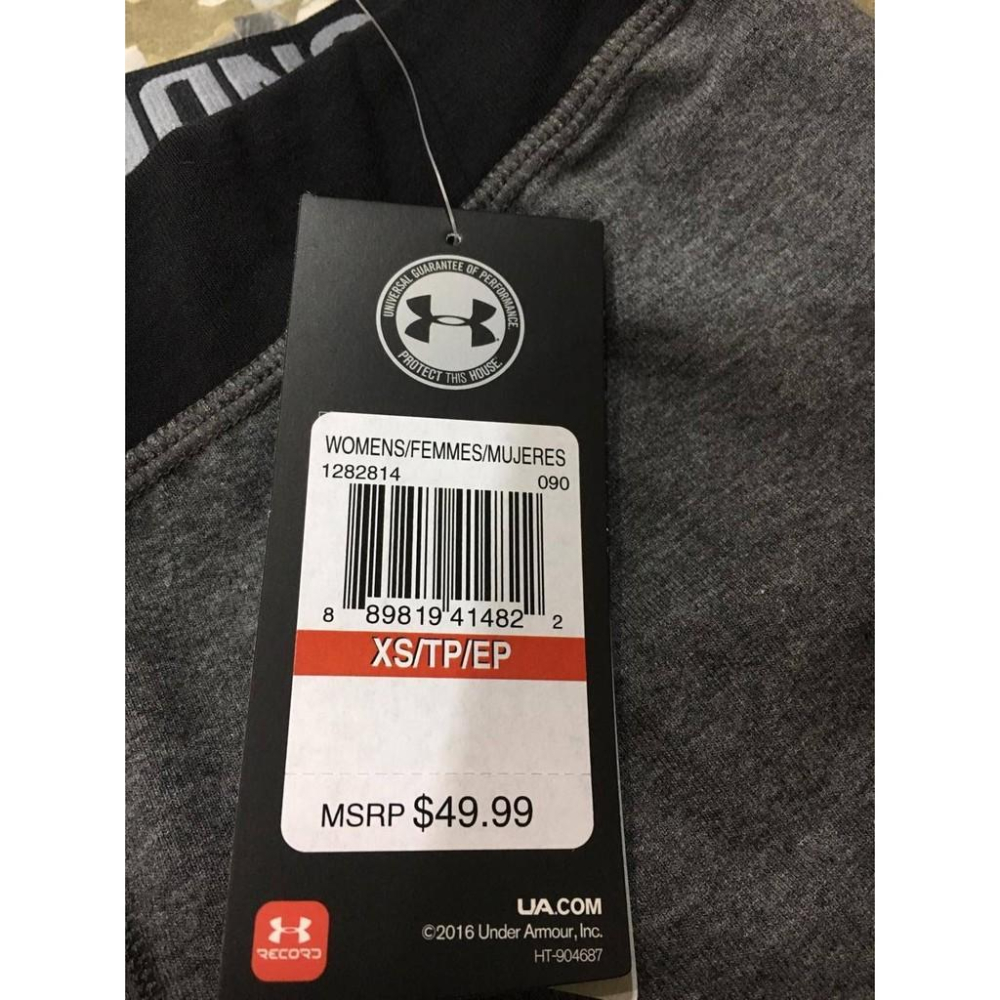 UNIVERSAL GUARANTEE OF PERFORMANCE.
PROTECT THIS HOUSE.
WOMENS/FEMMES/MUJERES
1282814 090
8 89819 41482 2
XS/TP/EP
MSRP $49.99
UA.COM
©2016 Under Armour, Inc.
HT-904687
RECORD